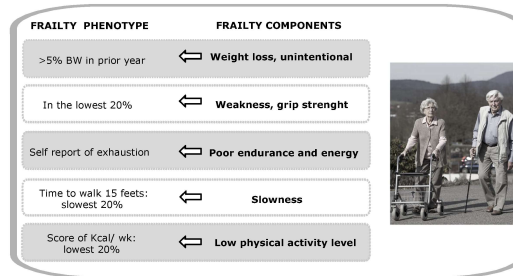 FRAILTY PHENOTYPE FRAILTY COMPONENTS
>5% BW in prior year Weight loss, unintentional
In the lowest 20% Weakness, grip strenght
Self report of exhaustion Poor endurance and energy
Time to walk 15 feets:
slowest 20% Slowness
Score of Kcal/ wk:
lowest 20% Low physical activity level